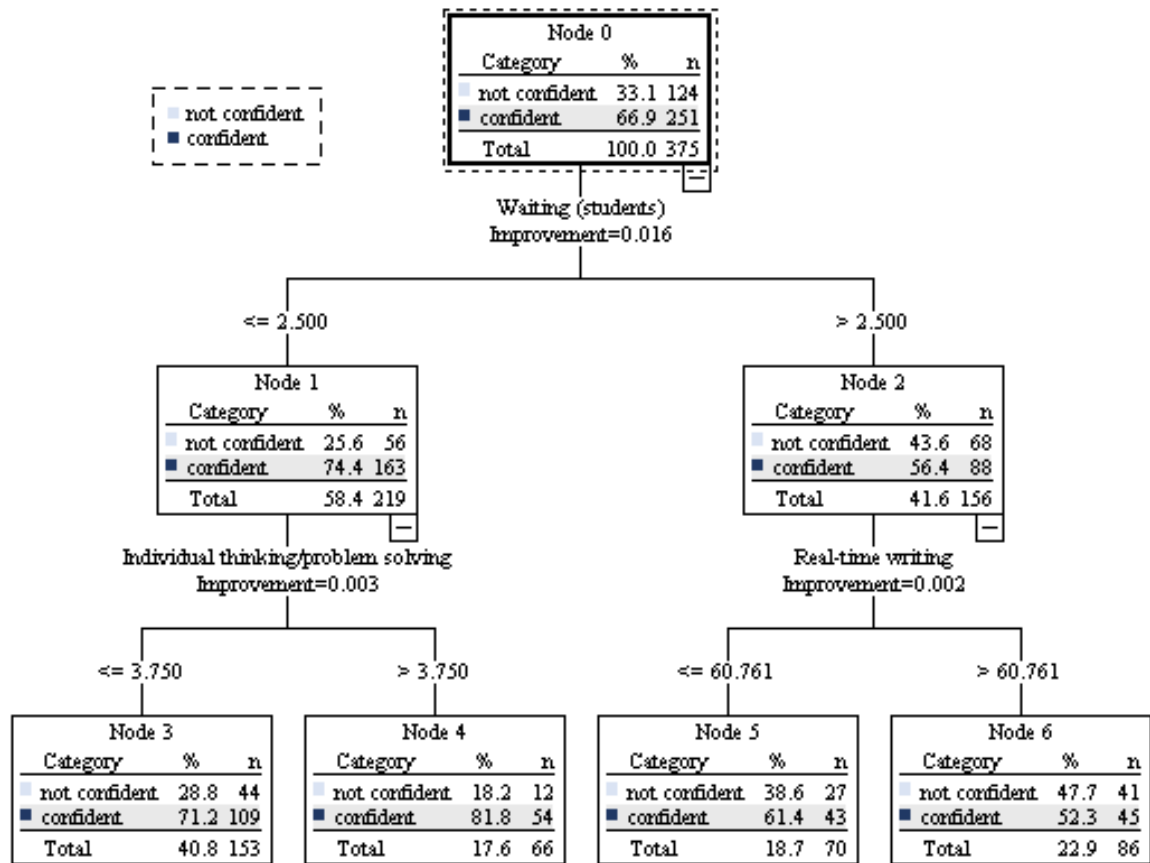 Node 0
Category % n
not confident 33.1 124
confident 66.9 251
Total 100.0 375
not confident
confident
Waiting (students)
Improvement=0.016
<= 2.500
> 2.500
Node 1
Category % n
not confident 25.6 56
confident 74.4 163
Total 58.4 219
Node 2
Category % n
not confident 43.6 68
confident 56.4 88
Total 41.6 156
Individual thinking/problem solving
Improvement=0.003
Real-time writing
Improvement=0.002
<= 3.750
> 3.750
<= 60.761
> 60.761
Node 3
Category % n
not confident 28.8 44
confident 71.2 109
Total 40.8 153
Node 4
Category % n
not confident 18.2 12
confident 81.8 54
Total 17.6 66
Node 5
Category % n
not confident 38.6 27
confident 61.4 43
Total 18.7 70
Node 6
Category % n
not confident 47.7 41
confident 52.3 45
Total 22.9 86